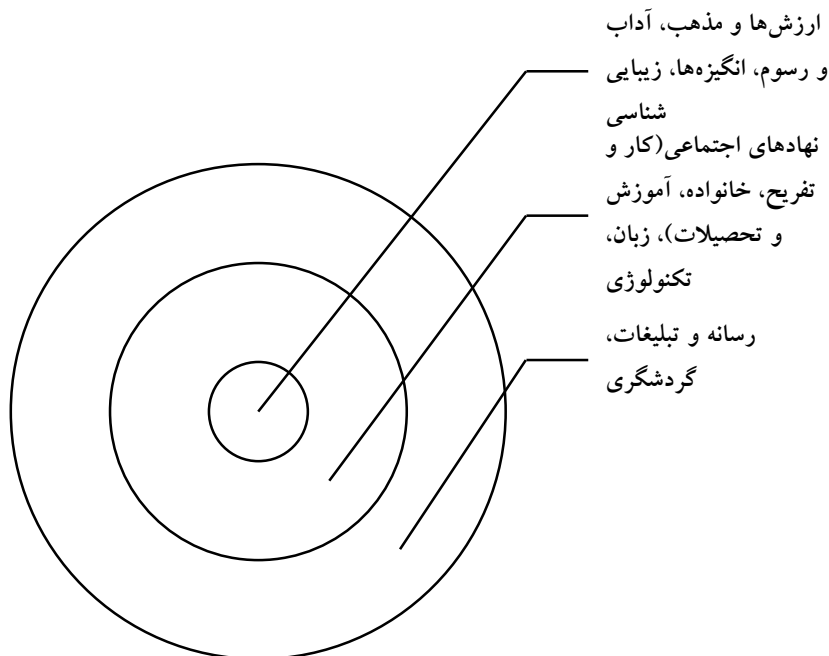 ارزش‌ها و مذهب، آداب
و رسوم، انگیزه‌ها، زیبایی
شناسی
نهادهای اجتماعی(کار و
تفریح، خانواده، آموزش
و تحصیلات)، زبان،
تکنولوژی
رسانه و تبلیغات،
گردشگری